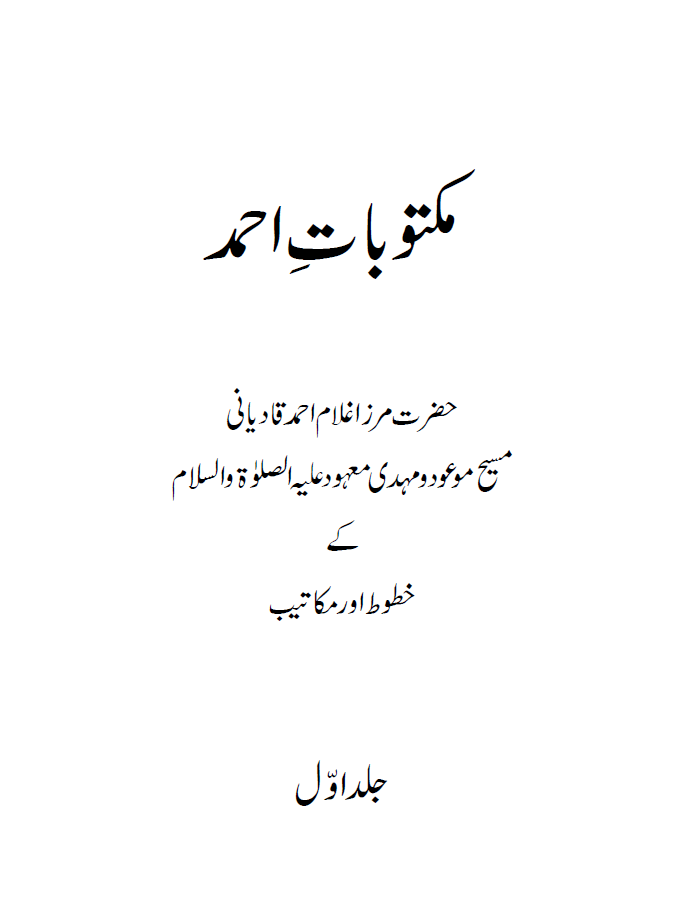 مکتوباتِ احمد
حضرت مرزا غلام احمد قادیانی
مسیح موعود و مہدی معہود علیہ الصلوٰۃ والسلام
کے
خطوط اور مکاتیب
جلد اوّل